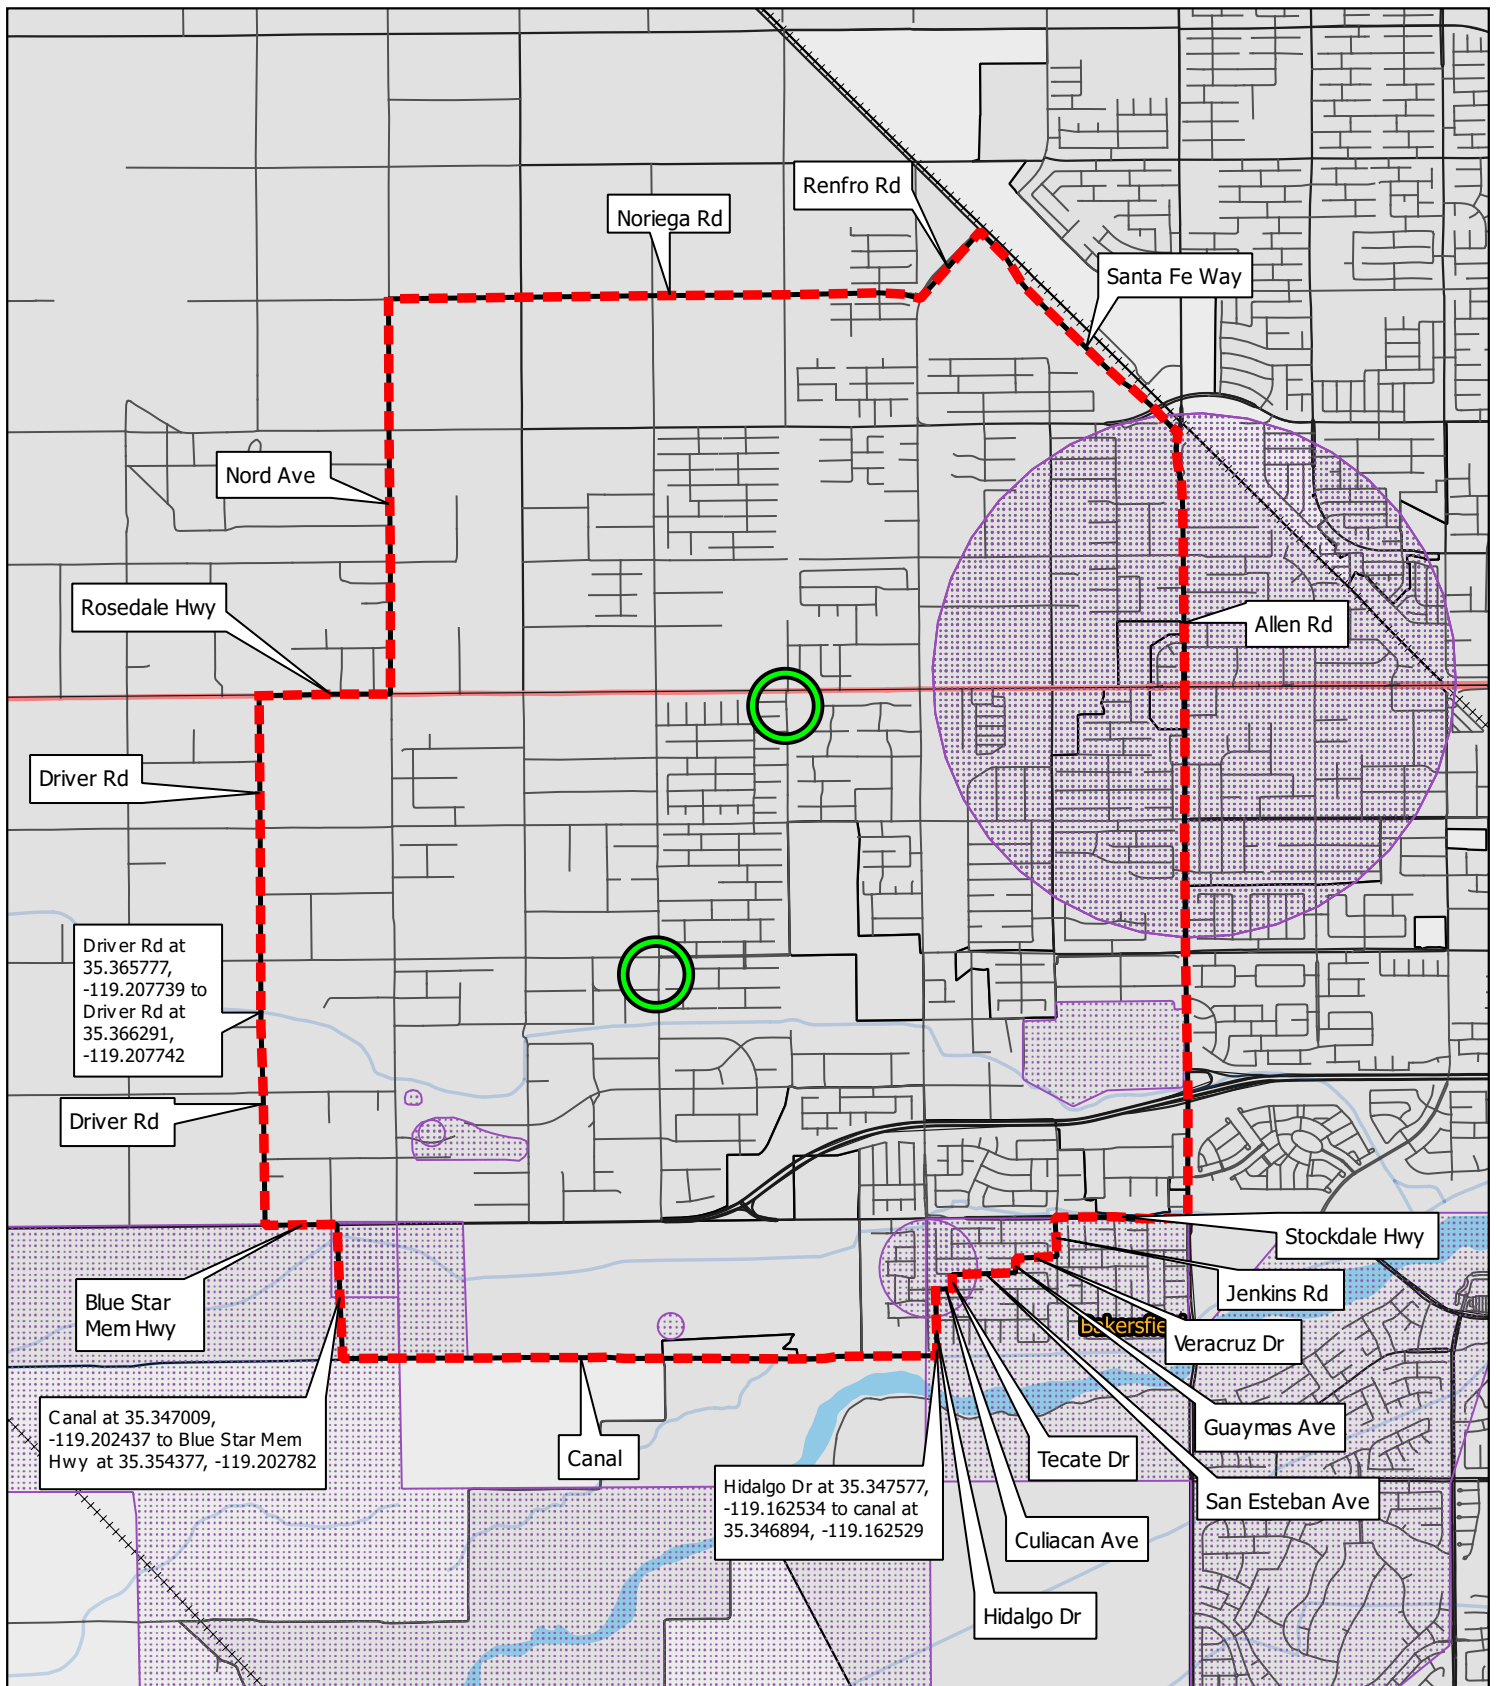 Renfro Rd
Noriega Rd
Santa Fe Way
Nord Ave
Rosedale Hwy
Allen Rd
Driver Rd
Driver Rd at
35.365777,
-119.207739 to
Driver Rd at
35.366291,
-119.207742
Driver Rd
Stockdale Hwy
Jenkins Rd
Blue Star
Mem Hwy
Bakersfie
Veracruz Dr
Canal at 35.347009,
-119.202437 to Blue Star Mem
Hwy at 35.354377, -119.202782
Guaymas Ave
Canal
Tecate Dr
Hidalgo Dr at 35.347577,
-119.162534 to canal at
35.346894, -119.162529
San Esteban Ave
Culiacan Ave
Hidalgo Dr